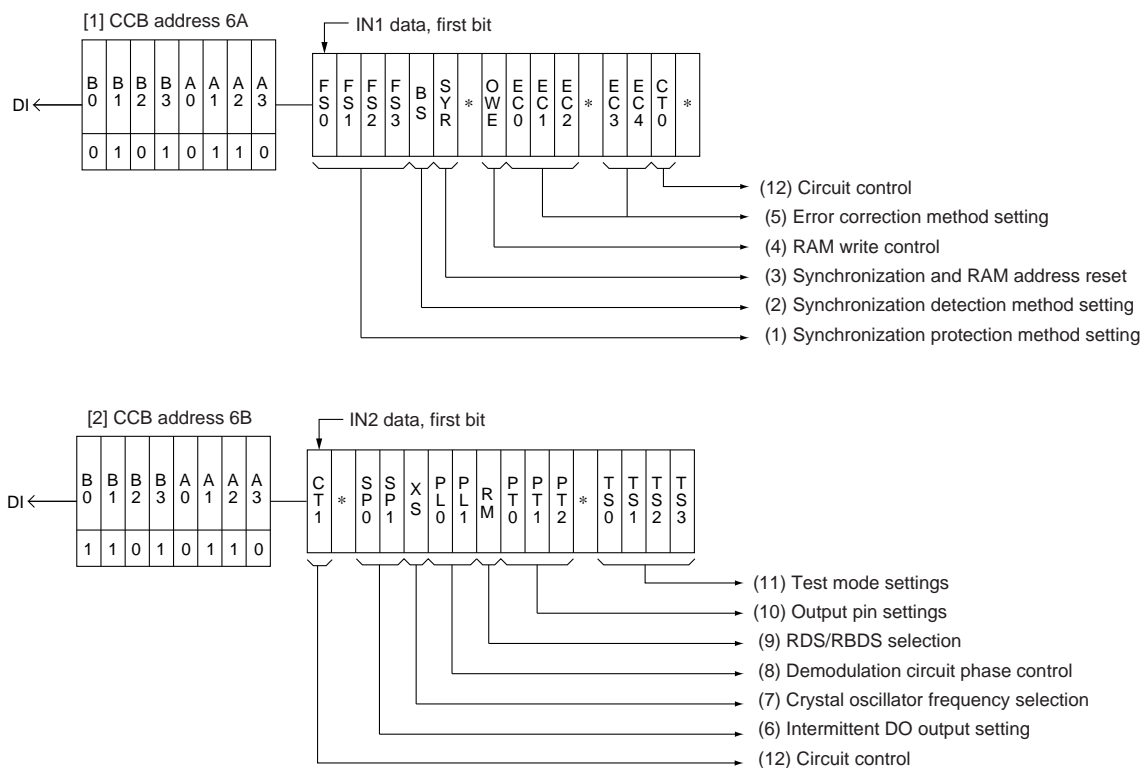 [1] CCB address 6A
IN1 data, first bit
DI
B0 B1 B2 B3 A0 A1 A2 A3
0 1 0 1 0 1 1 0
FS0 FS1 FS2 FS3 BS SYR * OWE EC0 EC1 EC2 * EC3 EC4 CT0 *
(12) Circuit control
(5) Error correction method setting
(4) RAM write control
(3) Synchronization and RAM address reset
(2) Synchronization detection method setting
(1) Synchronization protection method setting
[2] CCB address 6B
IN2 data, first bit
DI
B0 B1 B2 B3 A0 A1 A2 A3
1 1 0 1 0 1 1 0
CT1 * SP0 SP1 XS PL0 PL1 RM PT0 PT1 PT2 * TS0 TS1 TS2 TS3
(11) Test mode settings
(10) Output pin settings
(9) RDS/RBDS selection
(8) Demodulation circuit phase control
(7) Crystal oscillator frequency selection
(6) Intermittent DO output setting
(12) Circuit control